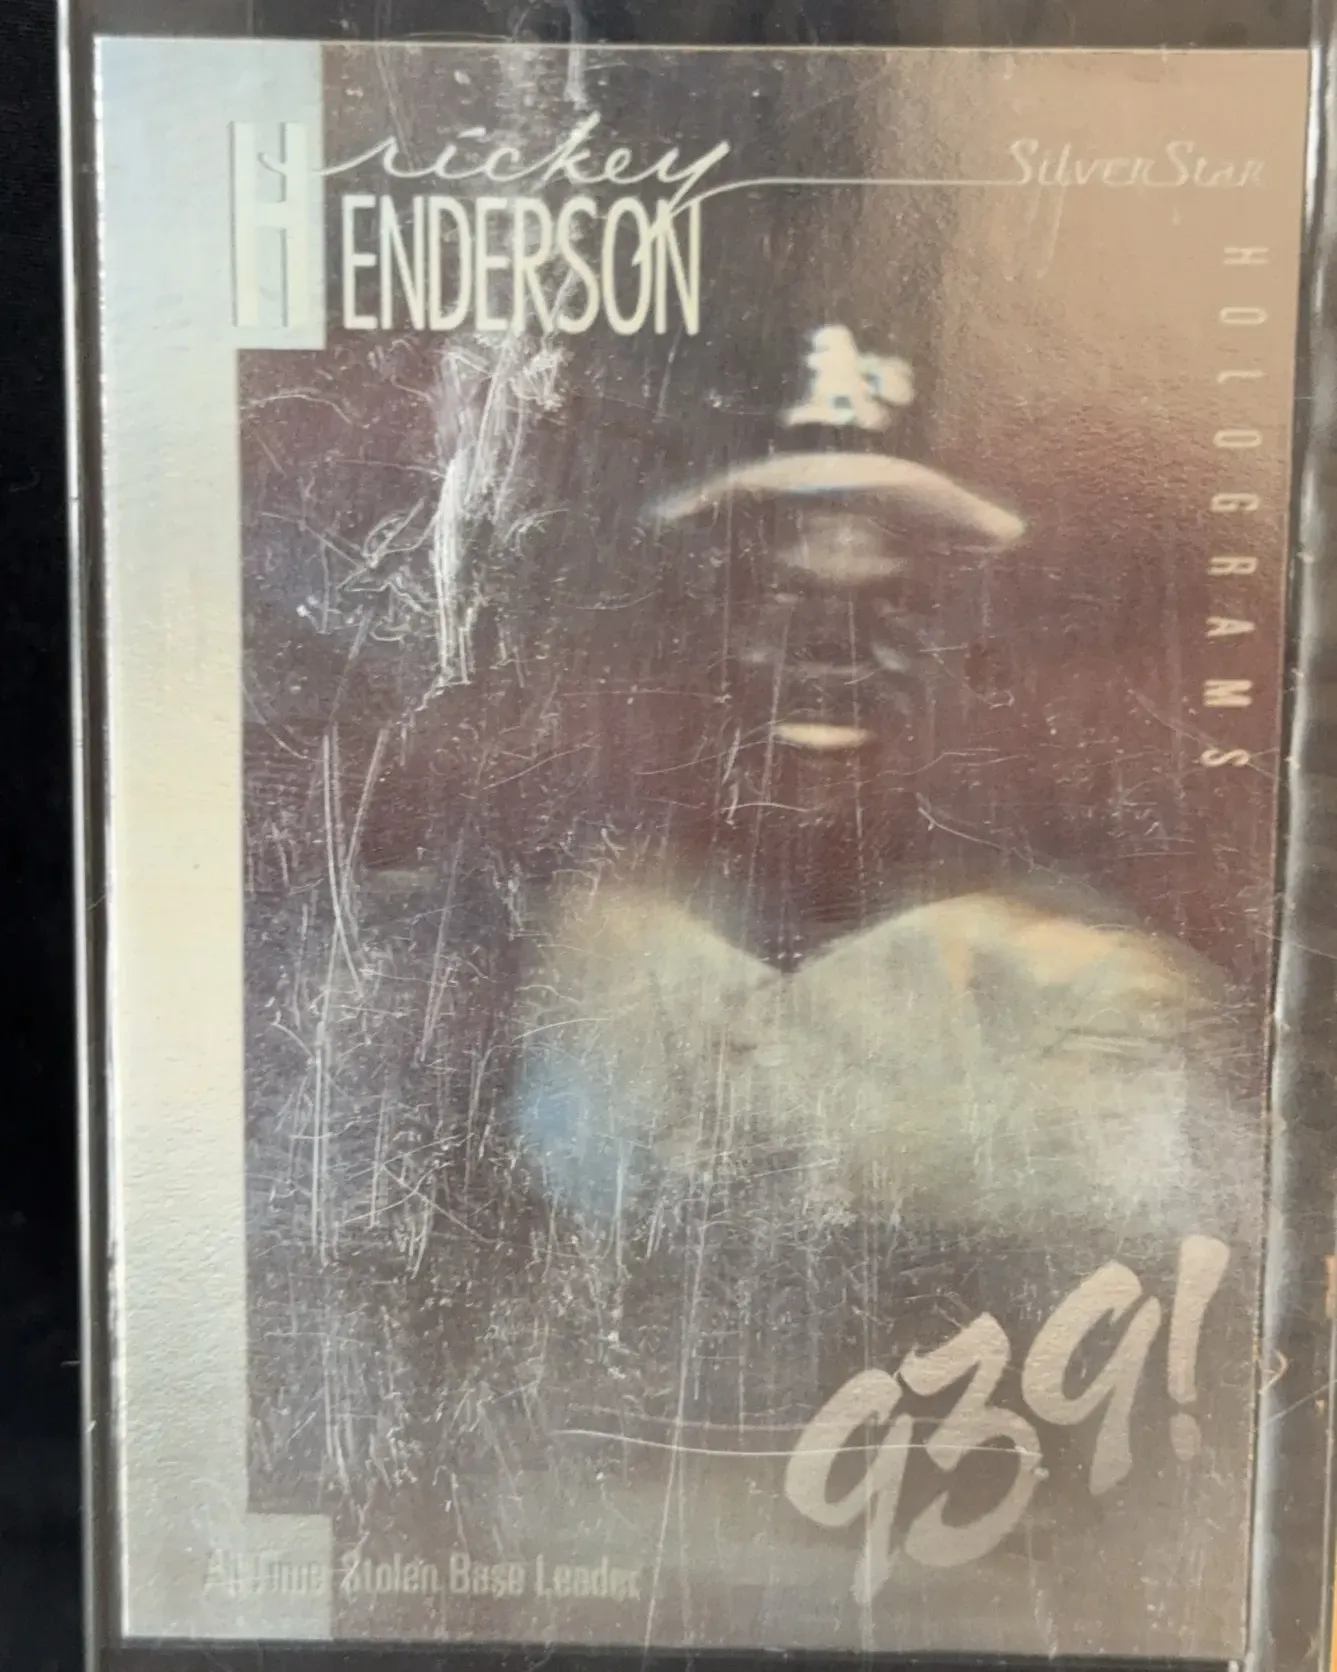 rickey
HENDERSON
SilverStar
HOLOGRAMS
A's
939!
All Time Stolen Base Leader